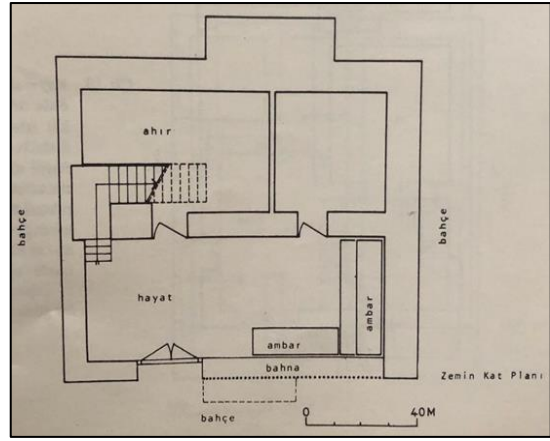 ahır
bahçe
bahçe
hayat
ambar
ambar
bahna
Zemin Kat Planı
bahçe
0 40M